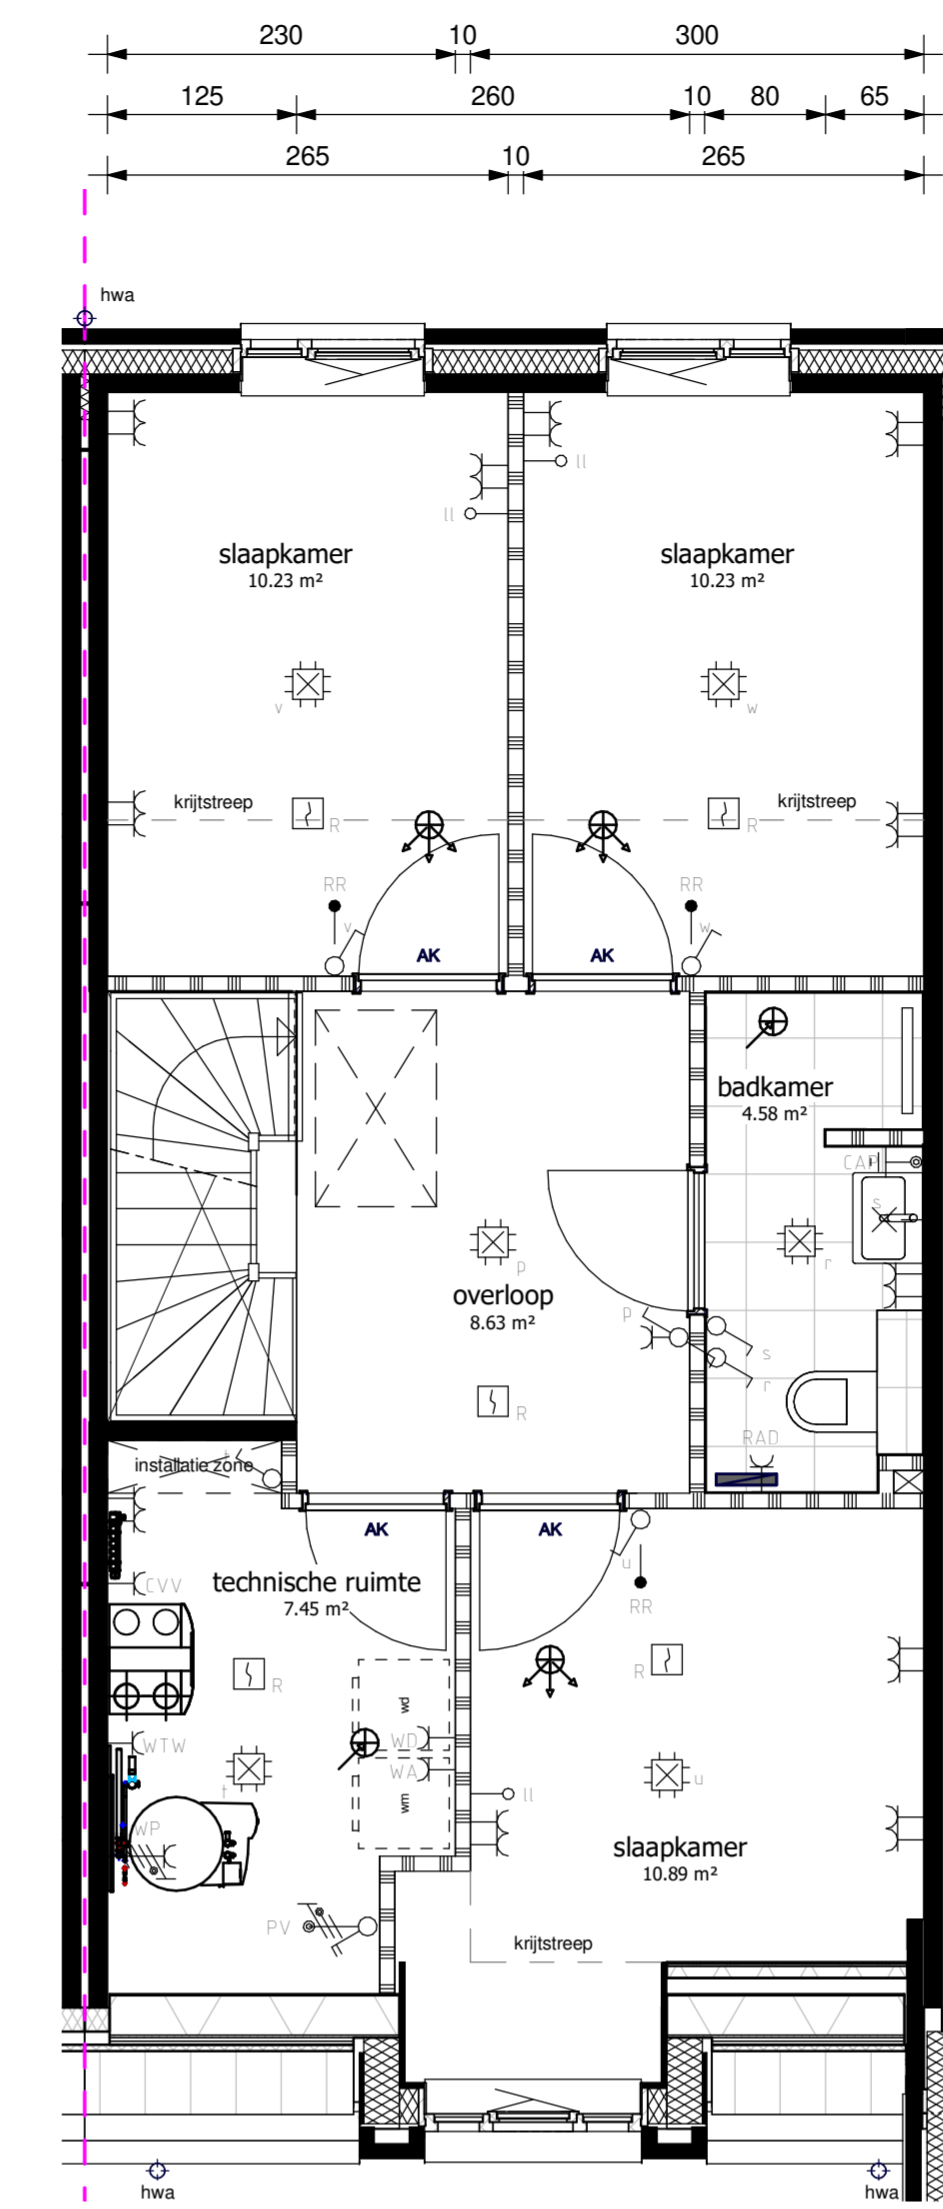 230 10 300
125 260 10 80 65
265 10 265
hwa
ll
ll
slaapkamer
10.23 m²
slaapkamer
10.23 m²
v
w
krijtstreep
krijtstreep
R
R
RR
RR
v
w
AK
AK
badkamer
4.58 m²
CAP
s
p
r
overloop
8.63 m²
p
s
r
R
RAD
installatie zone
t
AK
AK
u
CVV
technische ruimte
7.45 m²
RR
R
R
wd
WD
WTW
WA
wm
t
u
ll
WP
slaapkamer
10.89 m²
PV
krijtstreep
hwa
hwa